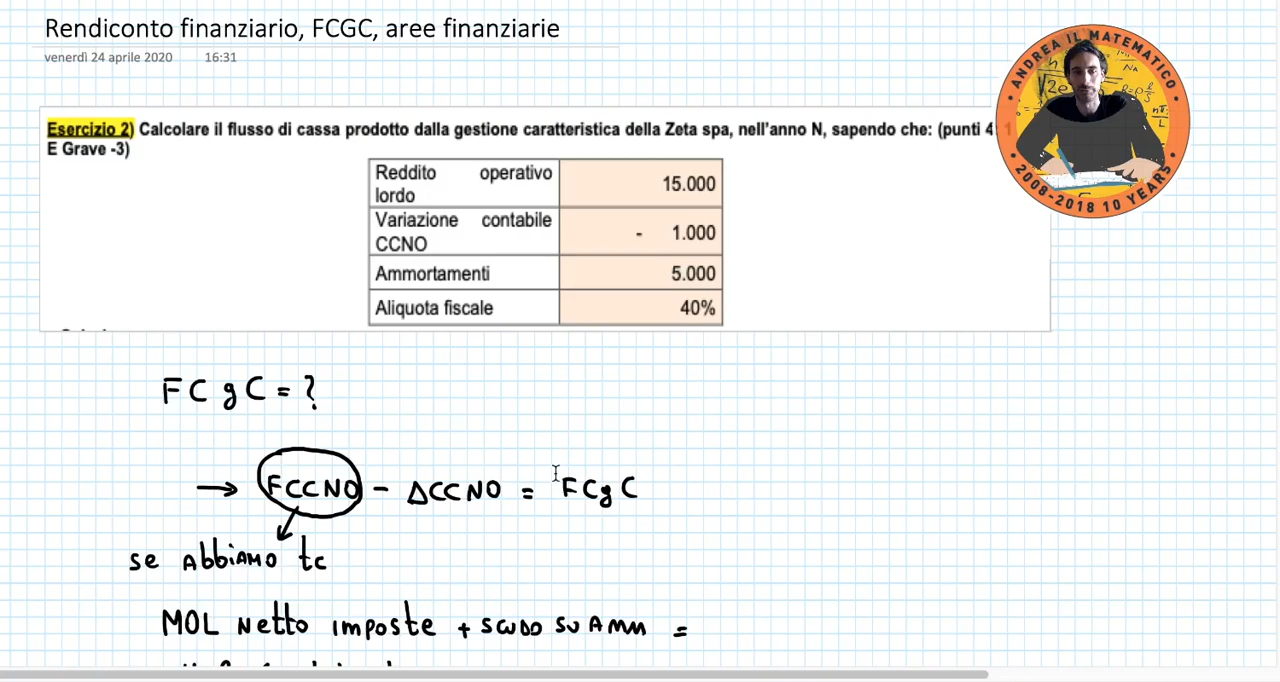 Rendiconto finanziario, FCGC, aree finanziarie
venerdì 24 aprile 2020 16:31
ANDREA IL MATEMATICO
2008-2018 10 YEARS
Esercizio 2) Calcolare il flusso di cassa prodotto dalla gestione caratteristica della Zeta spa, nell'anno N, sapendo che: (punti 4; 1
E Grave -3)
Reddito operativo
lordo
15.000
Variazione contabile
CCNO
- 1.000
Ammortamenti
5.000
Aliquota fiscale
40%
FCgC = ?
→ FCCNO - ΔCCNO = FCgC
se abbiamo tc
MOL Netto imposte + scudo su Amm =